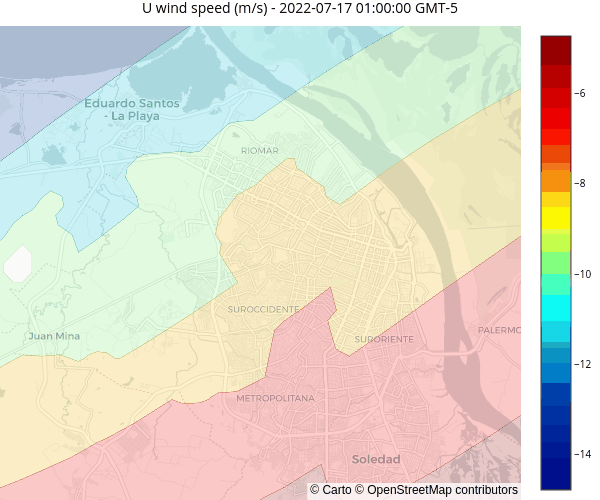 U wind speed (m/s) - 2022-07-17 01:00:00 GMT-5
Eduardo Santos
- La Playa
RIOMAR
SUROCCIDENTE
Juan Mina
SURORIENTE
PALERMO
METROPOLITANA
Soledad
−6
−8
−10
−12
−14
© Carto © OpenStreetMap contributors